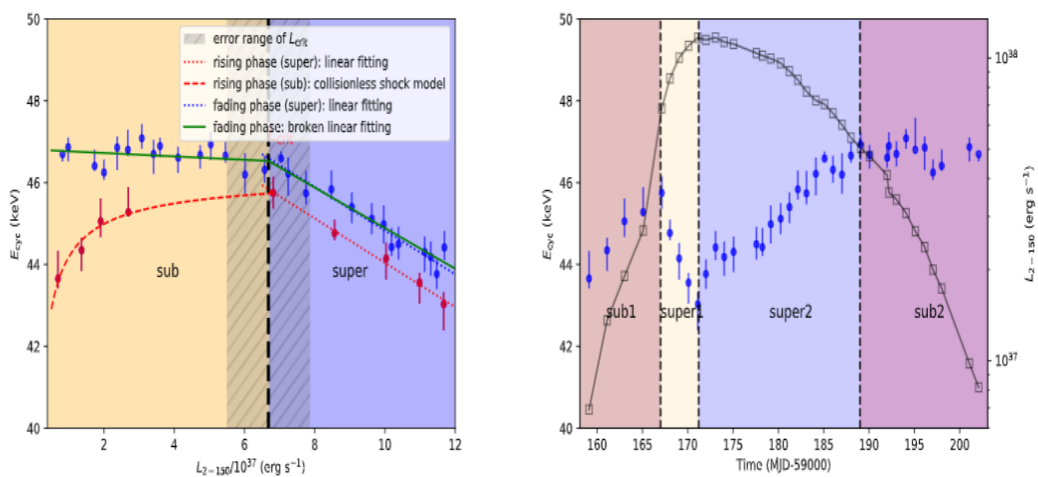 50
48
46
44
42
40
E_cyc (keV)
2
4
6
8
10
12
L_2−150/10^37 (erg s^−1)
error range of L_crit
rising phase (super): linear fitting
rising phase (sub): collisionless shock model
fading phase (super): linear fitting
fading phase: broken linear fitting
sub
super
50
48
46
44
42
40
E_cyc (keV)
160
165
170
175
180
185
190
195
200
Time (MJD-59000)
sub1
super1
super2
sub2
10^38
10^37
L_2−150 (erg s^−1)